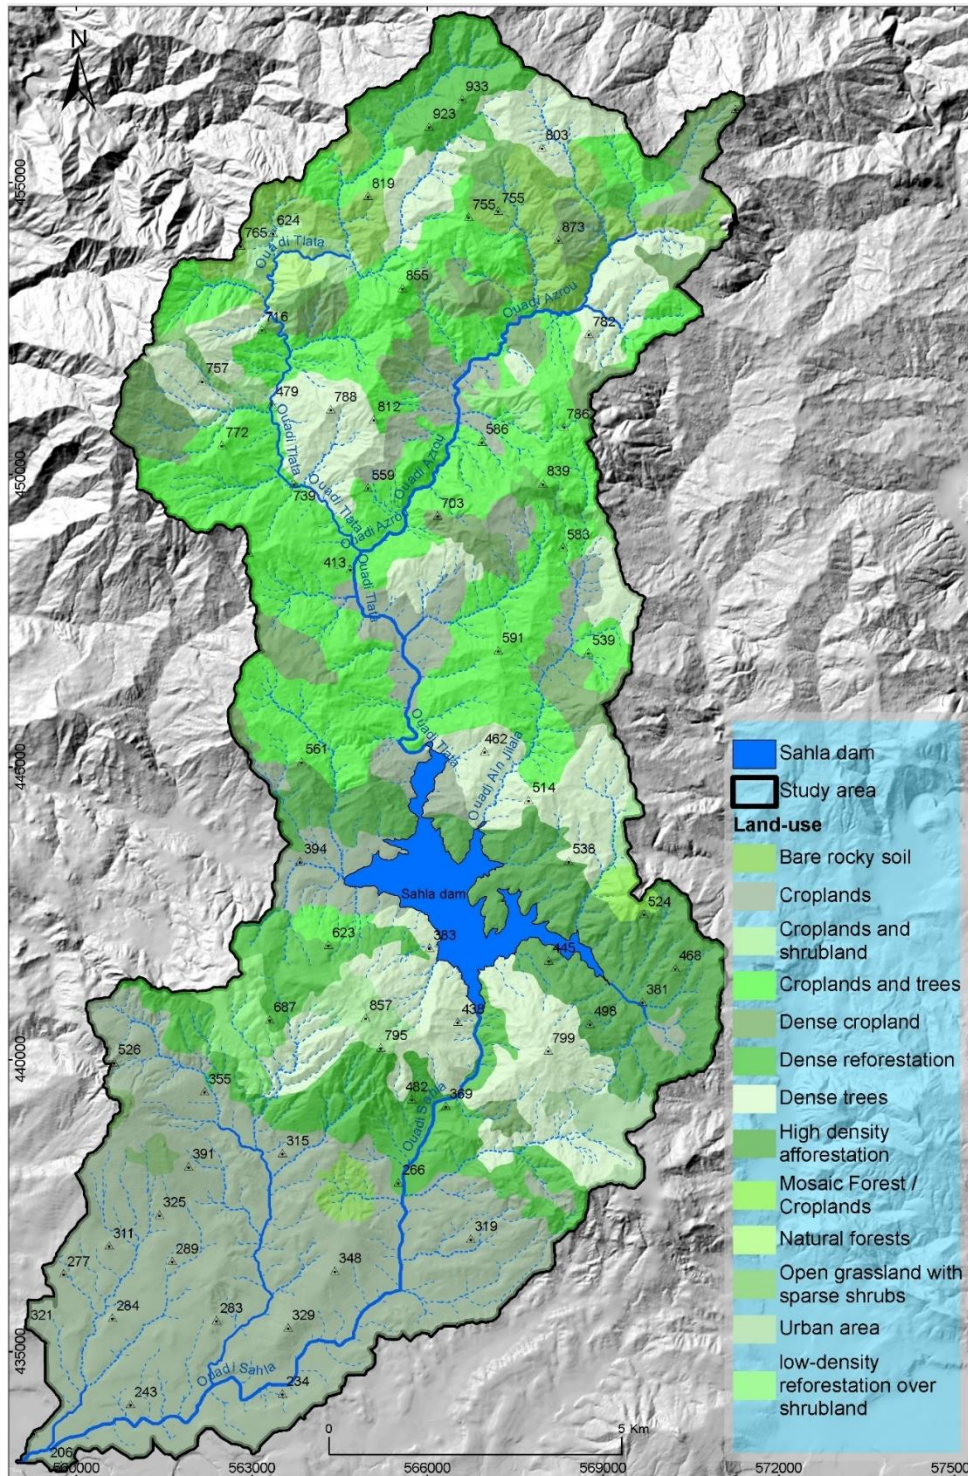 N
933
923
803
455000
819
755
755
624
765
873
Ouadi Tlata
855
Ouadi Azrou
716
782
757
479
788
812
786
586
772
Ouadi Tlata
Ouadi Azrou
559
839
450000
739
Ouadi Tlata
703
Ouadi Azrou
583
413
Ouadi Tlata
591
539
Ouadi Tlata
462
561
445000
Ouadi Ain Jilala
514
Sahla dam
Study area
Land-use
Bare rocky soil
Croplands
Croplands and
shrubland
Croplands and trees
Dense cropland
Dense reforestation
Dense trees
High density
afforestation
Mosaic Forest /
Croplands
Natural forests
Open grassland with
sparse shrubs
Urban area
low-density
reforestation over
shrubland
538
394
Sahla dam
524
623
383
445
468
381
857
438
687
498
795
799
440000
526
355
482
369
Ouadi Sahla
315
391
266
325
319
311
289
277
348
321
284
283
329
435000
Ouadi Sahla
234
243
206
0
5 Km
560000
563000
566000
569000
572000
57500